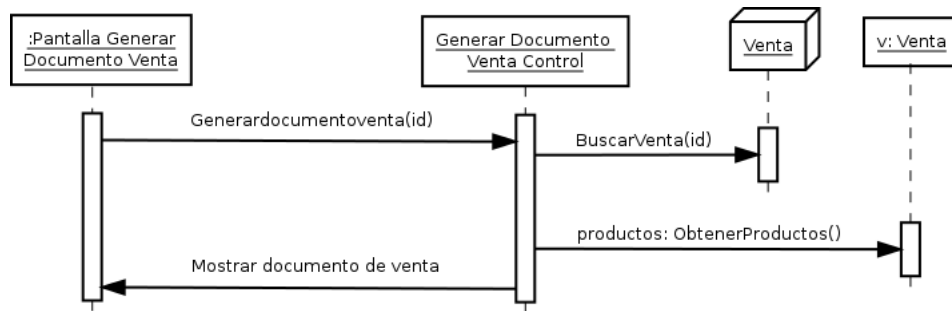 :Pantalla Generar
Documento Venta
Generar Documento
Venta Control
Venta
v: Venta
Generardocumentoventa(id)
BuscarVenta(id)
productos: ObtenerProductos()
Mostrar documento de venta